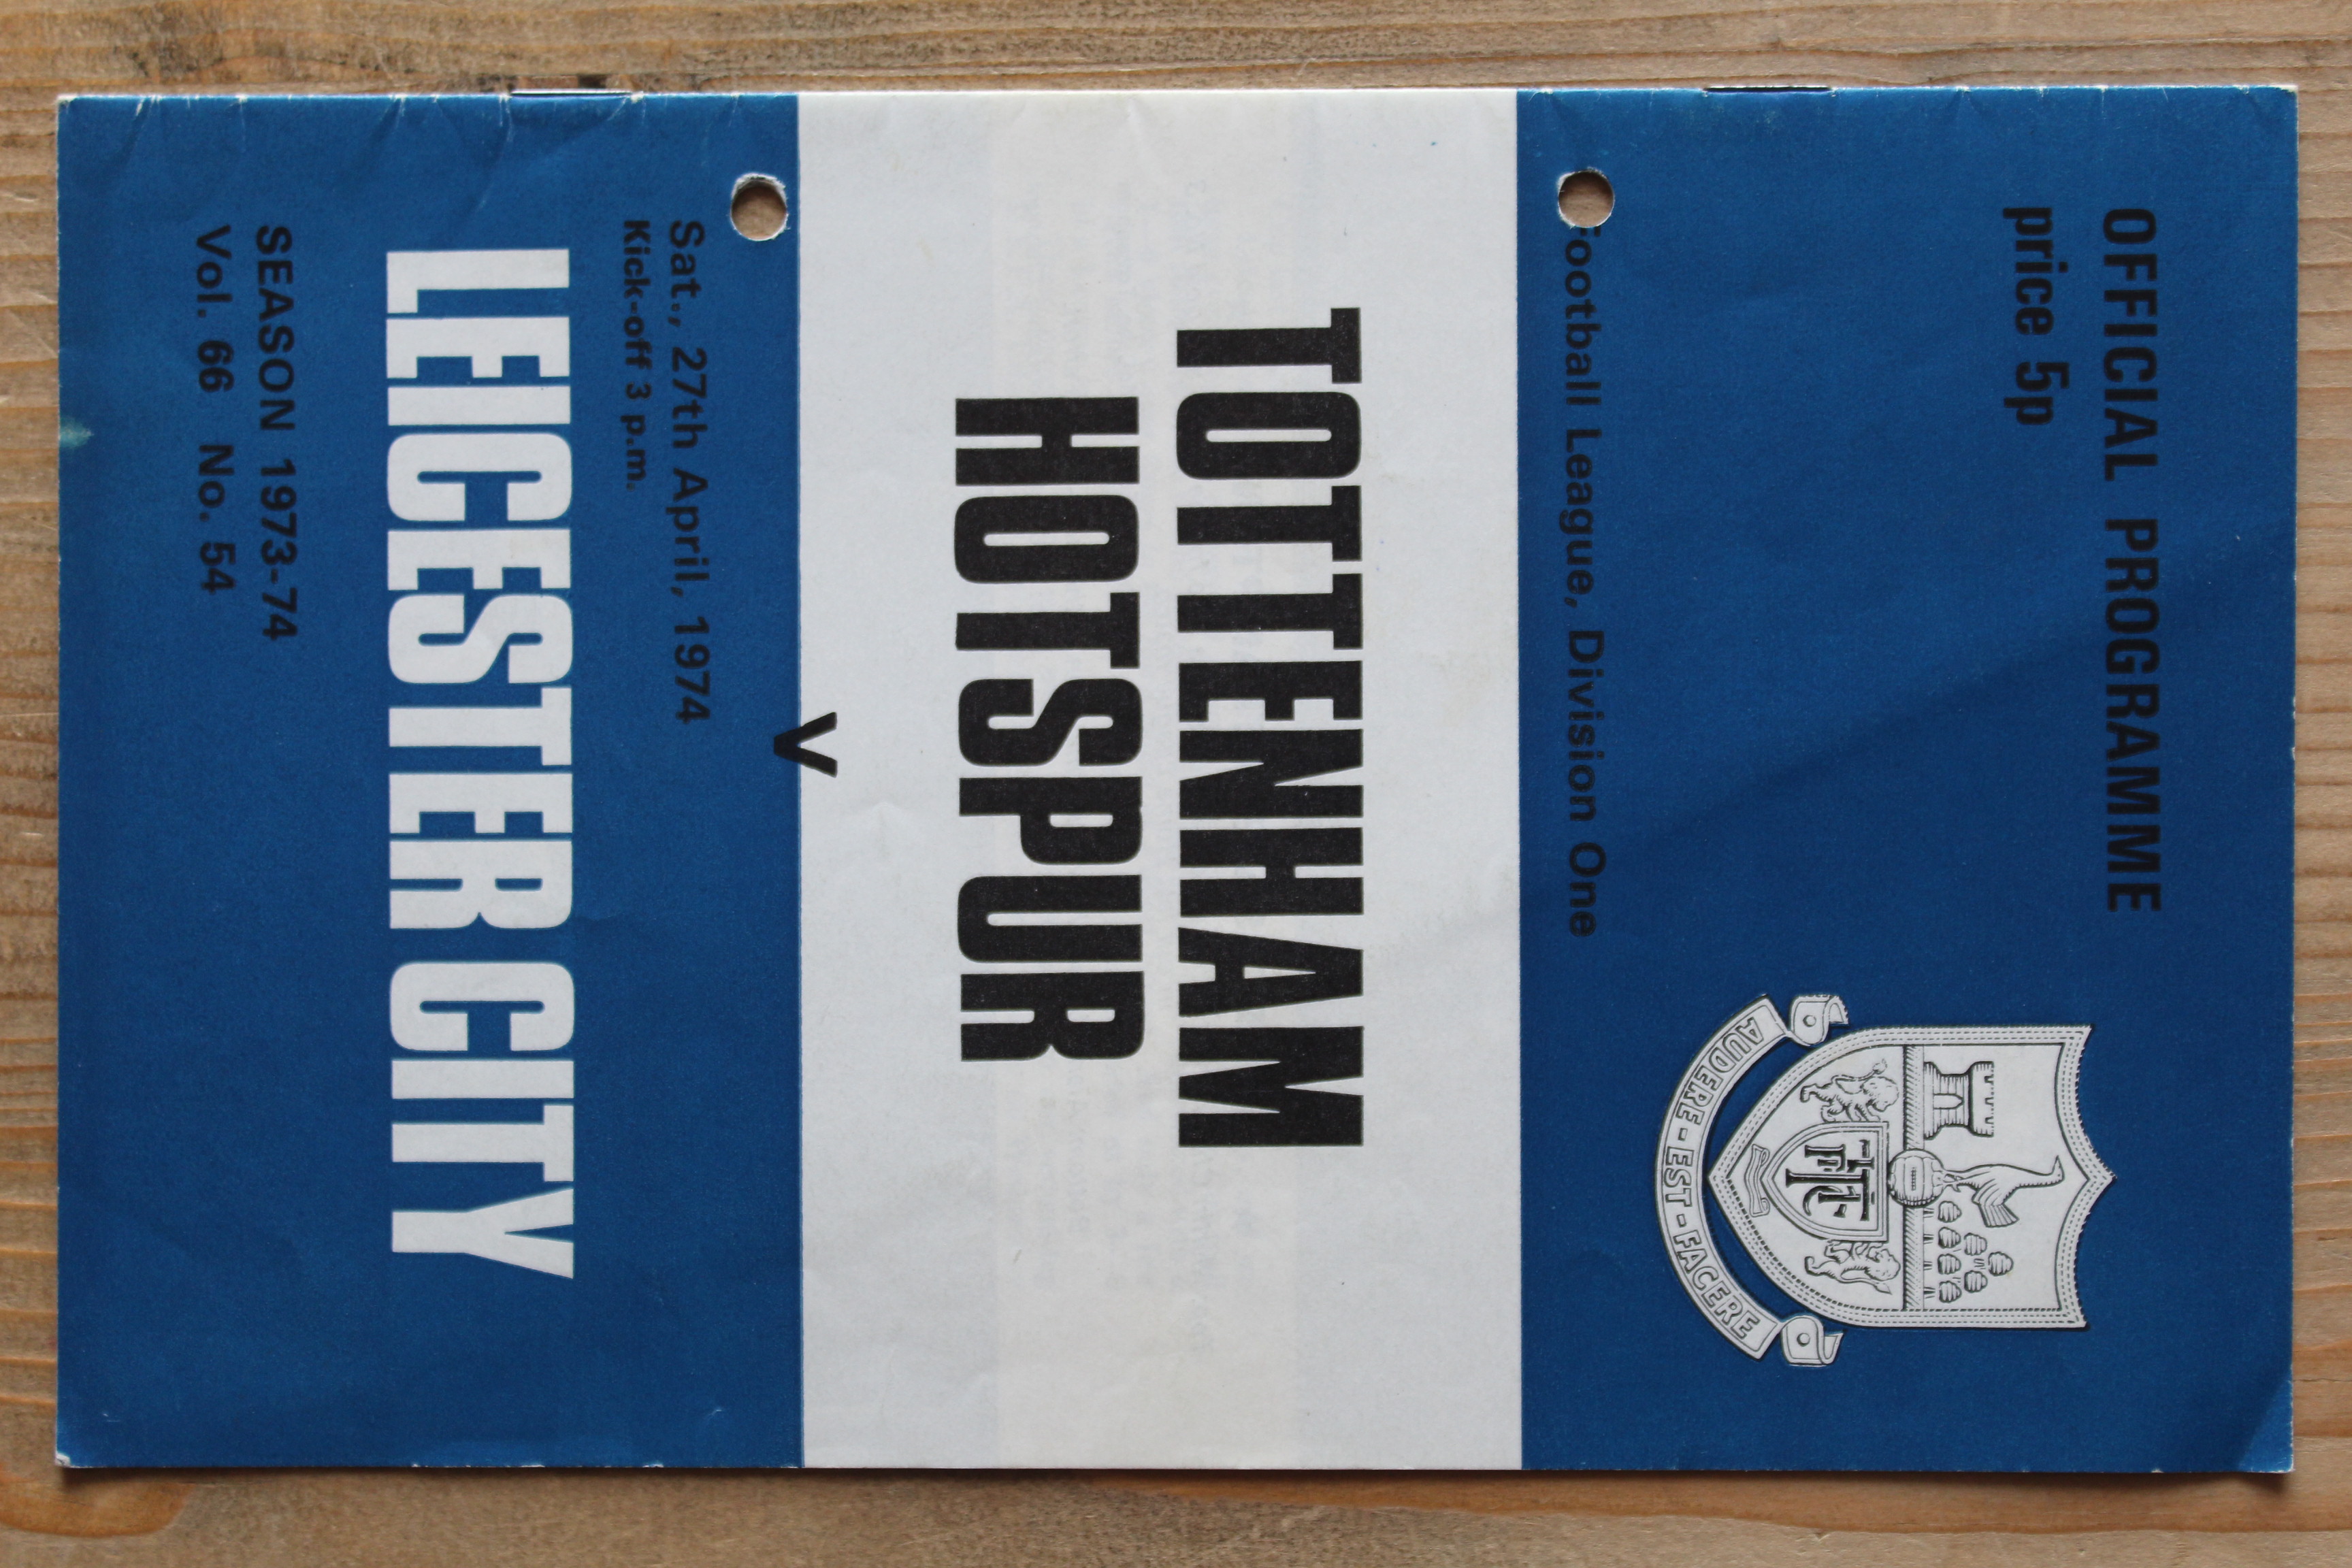 OFFICIAL PROGRAMME
price 5p
AUDERE - EST - FACERE
Football League, Division One
TOTTENHAM
HOTSPUR
v
Sat., 27th April, 1974
Kick-off 3 p.m.
LEICESTER CITY
SEASON 1973-74
Vol. 66 No. 54